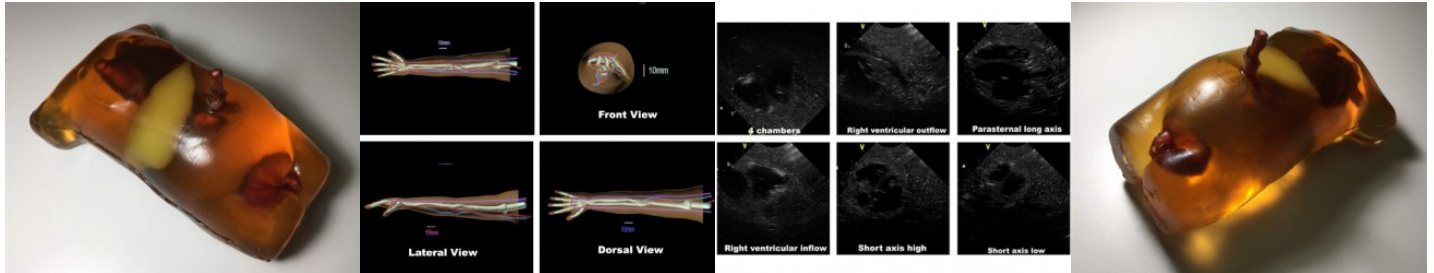 10mm
10mm
Front View
10mm
Lateral View
10mm
Dorsal View
4 chambers
Right ventricular outflow
Parasternal long axis
V
Right ventricular inflow
V
Short axis high
V
Short axis low